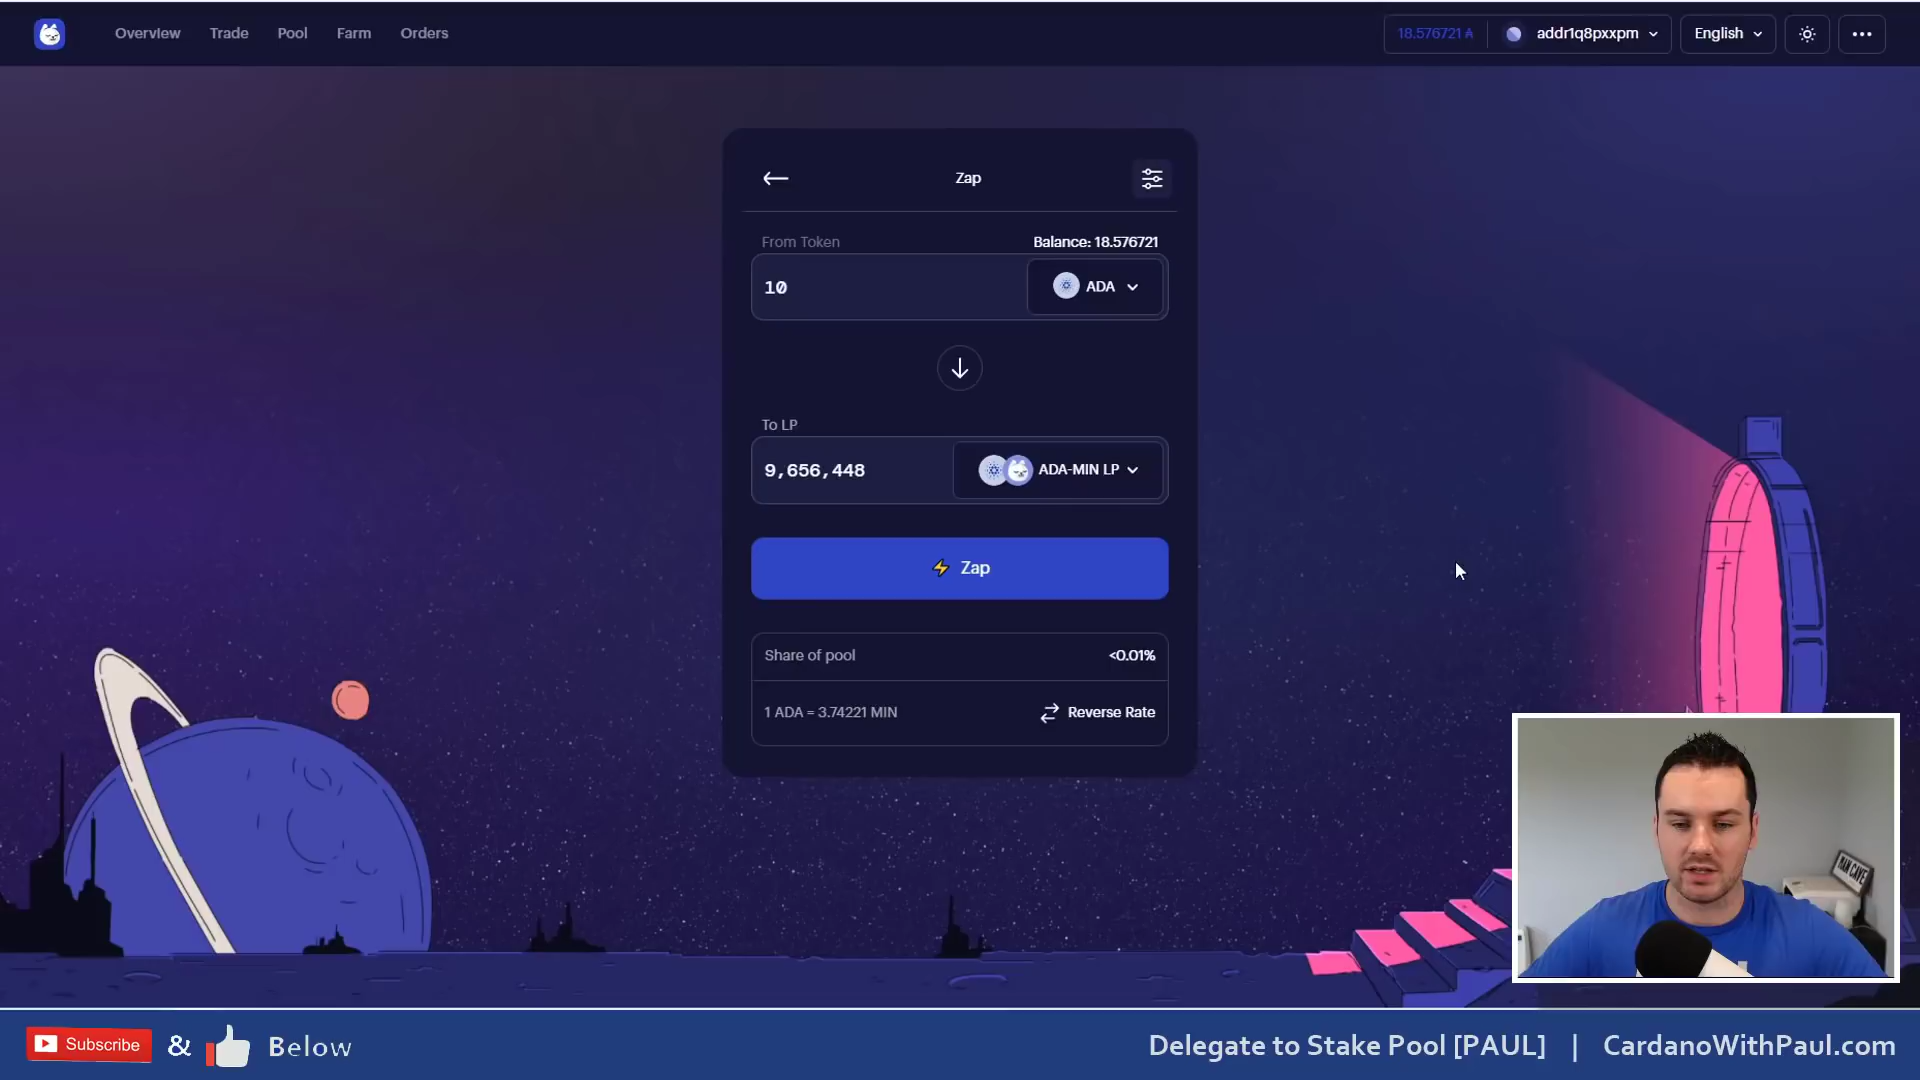 Overview Trade Pool Farm Orders
18.576721 ₳ addr1q8pxxpm English
Zap
From Token Balance: 18.576721
10 ADA
To LP
9,656,448 ADA-MIN LP
Zap
Share of pool <0.01%
1 ADA = 3.74221 MIN Reverse Rate
MAN CAVE
Subscribe & Below
Delegate to Stake Pool [PAUL] | CardanoWithPaul.com